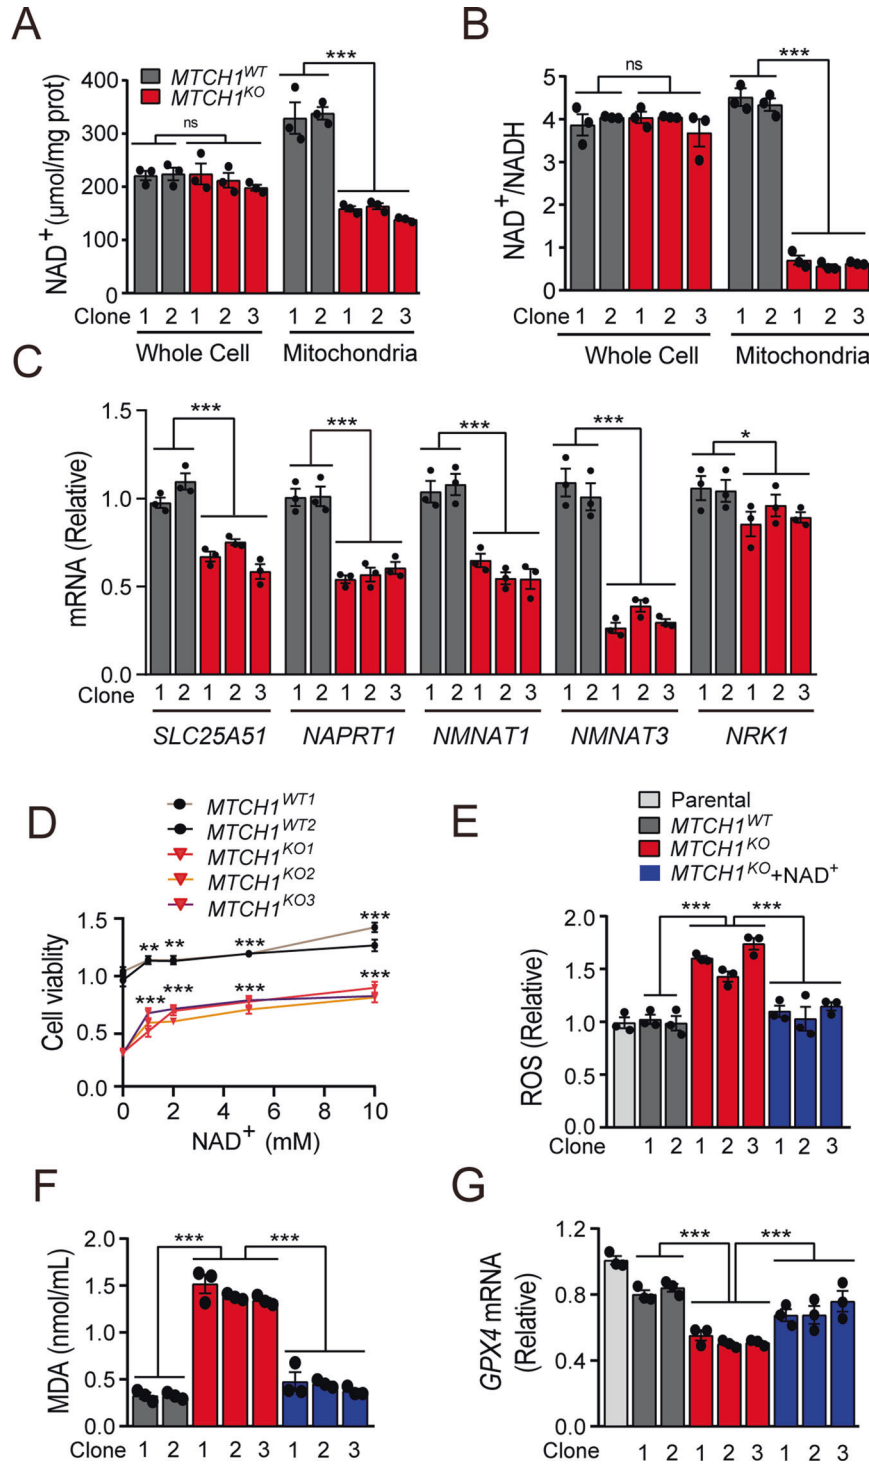 A
MTCH1WT
MTCH1KO
NAD+ (μmol/mg prot)
400
300
200
100
0
ns
***
Clone 1 2 1 2 3 1 2 1 2 3
Whole Cell Mitochondria
B
NAD+/NADH
5
4
3
2
1
0
ns
***
Clone 1 2 1 2 3 1 2 1 2 3
Whole Cell Mitochondria
C
mRNA (Relative)
1.5
1.0
0.5
0.0
*** *** *** *** *
Clone 1 2 1 2 3 1 2 1 2 3 1 2 1 2 3 1 2 1 2 3 1 2 1 2 3
SLC25A51 NAPRT1 NMNAT1 NMNAT3 NRK1
D
MTCH1WT1
MTCH1WT2
MTCH1KO1
MTCH1KO2
MTCH1KO3
Cell viablity
1.5
1.0
0.5
0.0
** ** *** ***
*** *** *** ***
0 2 4 6 8 10
NAD+ (mM)
E
Parental
MTCH1WT
MTCH1KO
MTCH1KO+NAD+
ROS (Relative)
2.0
1.5
1.0
0.5
0.0
*** ***
Clone 1 2 1 2 3 1 2 3
F
MDA (nmol/mL)
2.0
1.5
1.0
0.5
0.0
*** ***
Clone 1 2 1 2 3 1 2 3
G
GPX4 mRNA
(Relative)
1.2
0.8
0.4
0.0
*** ***
Clone 1 2 1 2 3 1 2 3